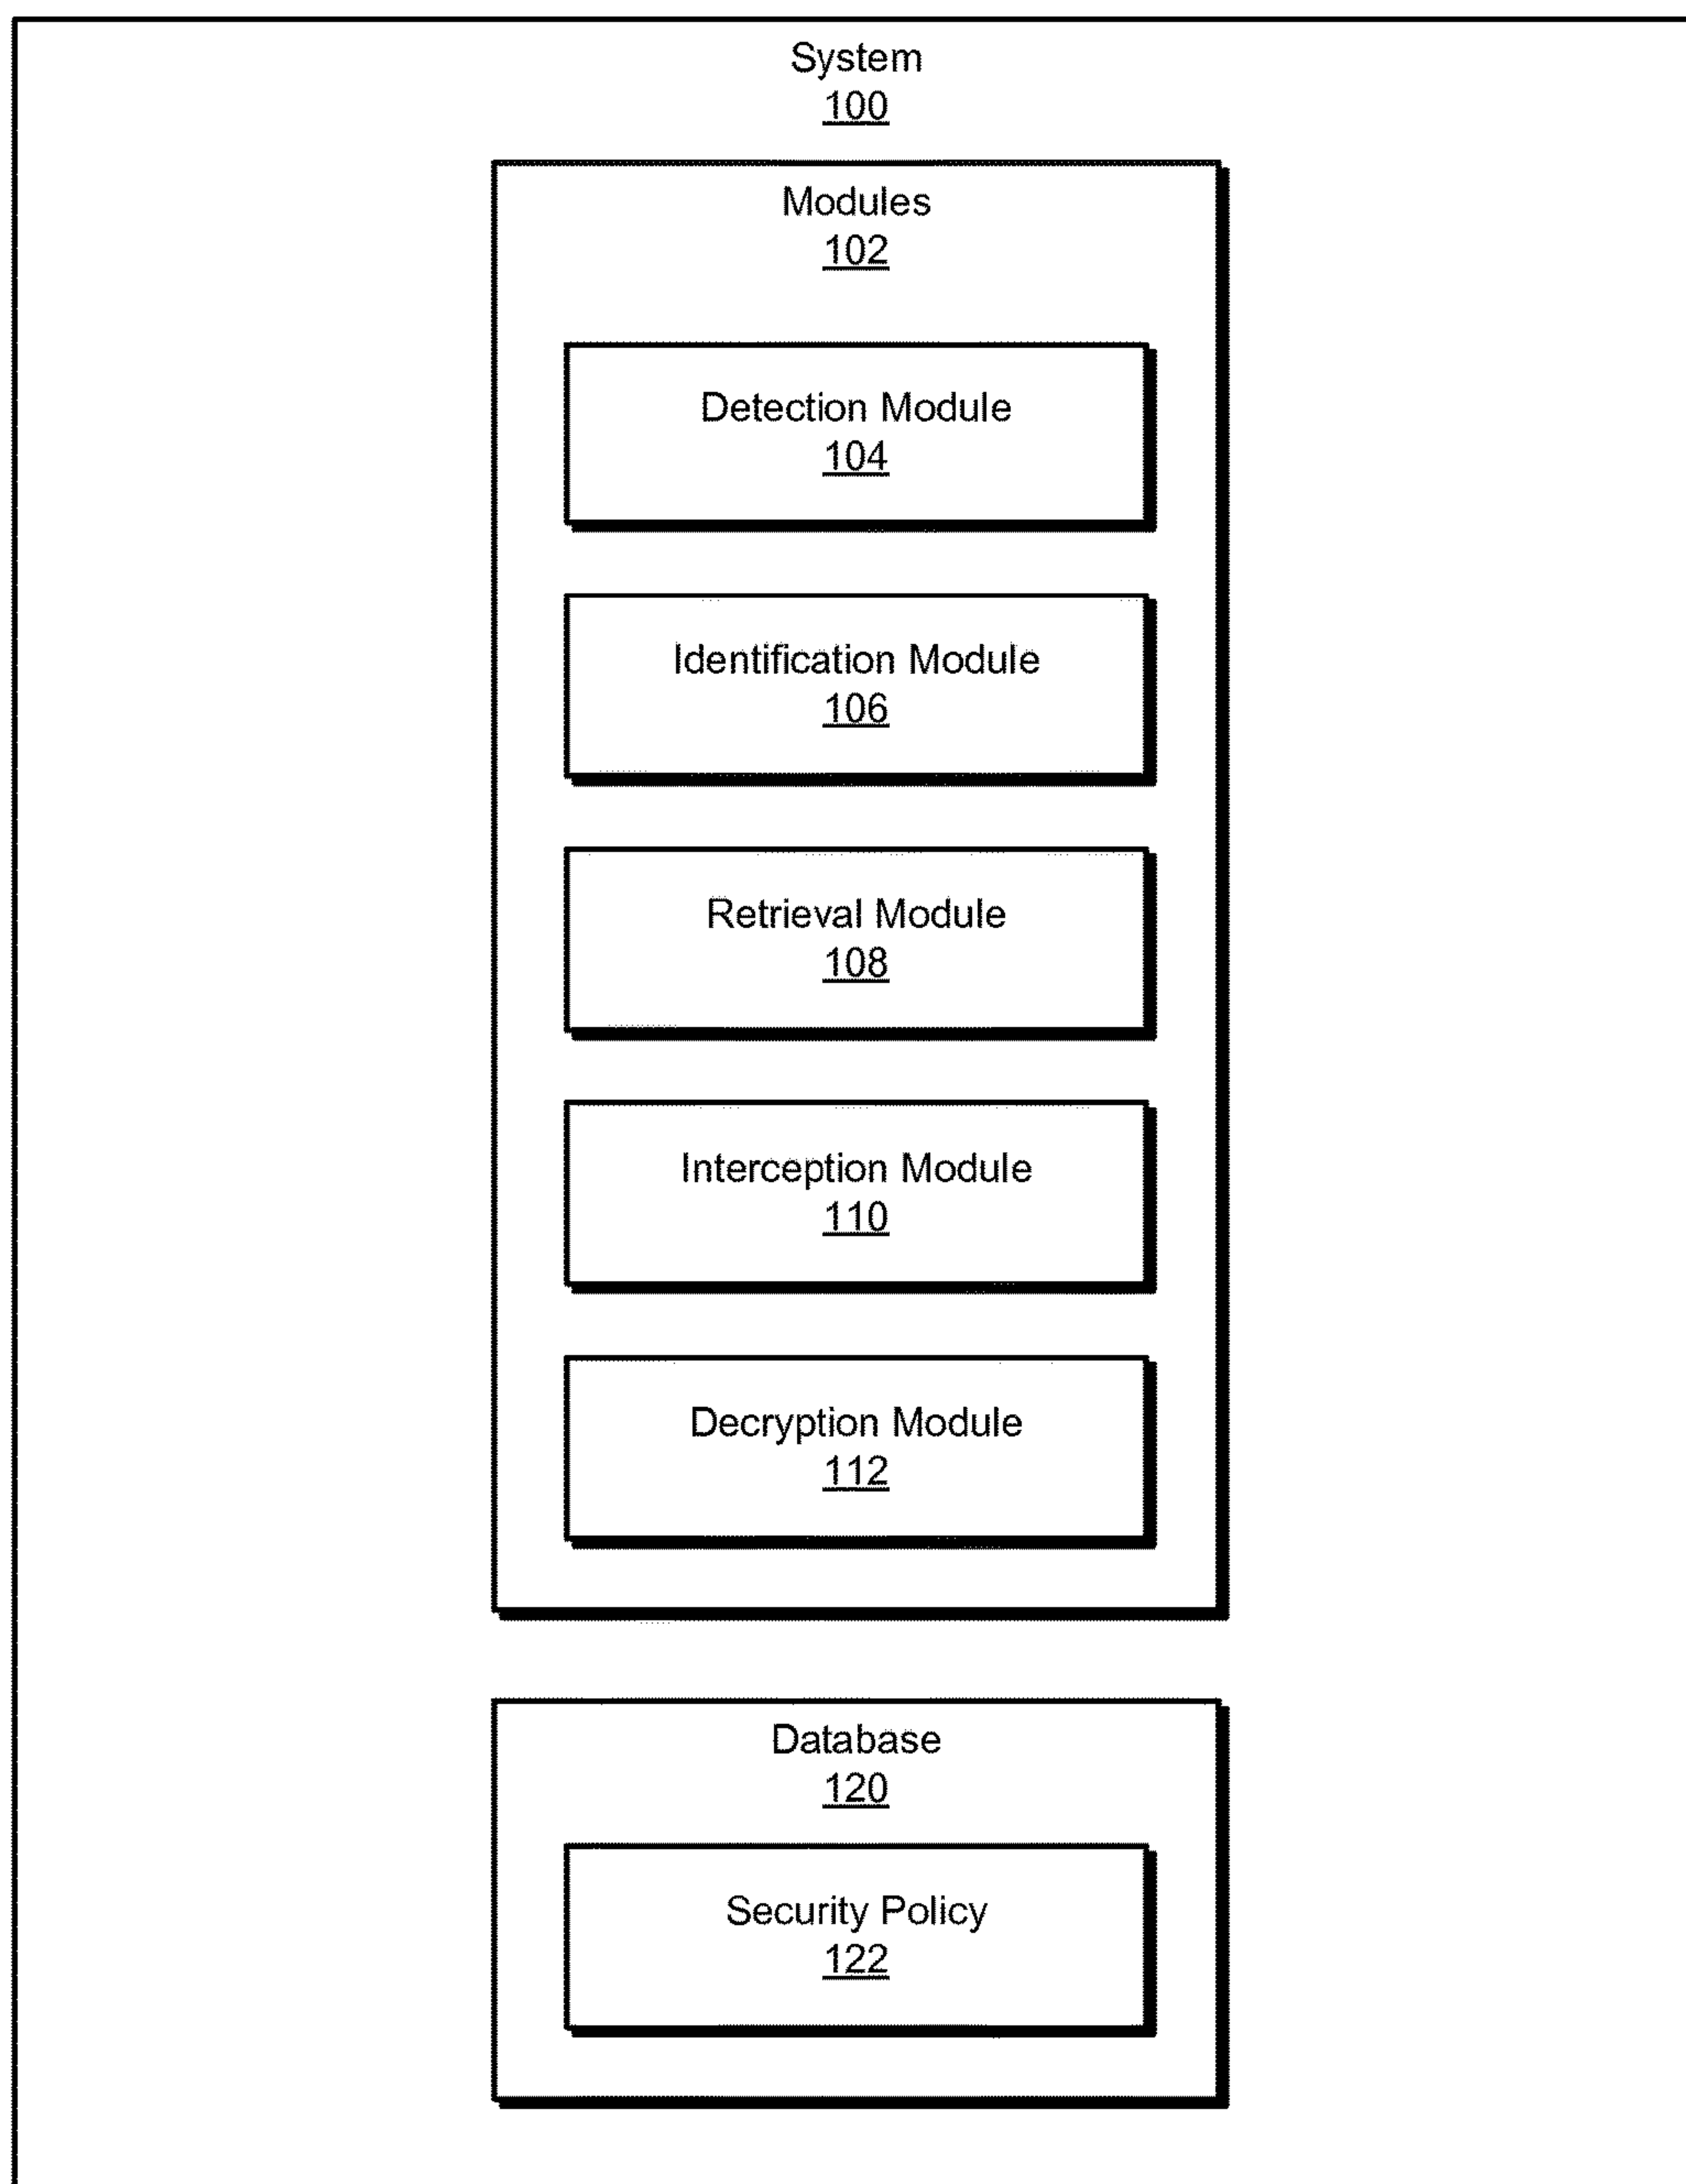 System
100
Modules
102
Detection Module
104
Identification Module
106
Retrieval Module
108
Interception Module
110
Decryption Module
112
Database
120
Security Policy
122